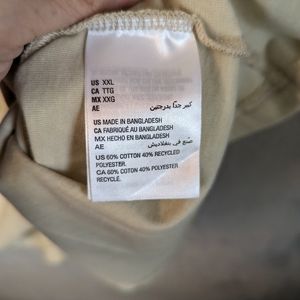 US XXL
CA TTG
MX XXG
AE كبير جدًا بدرجتين
US MADE IN BANGLADESH
CA FABRIQUÉ AU BANGLADESH
MX HECHO EN BANGLADESH
AE صنع في بنغلاديش
US 60% COTTON 40% RECYCLED
POLYESTER.
CA 60% COTON 40% POLYESTER
RECYCLÉ.